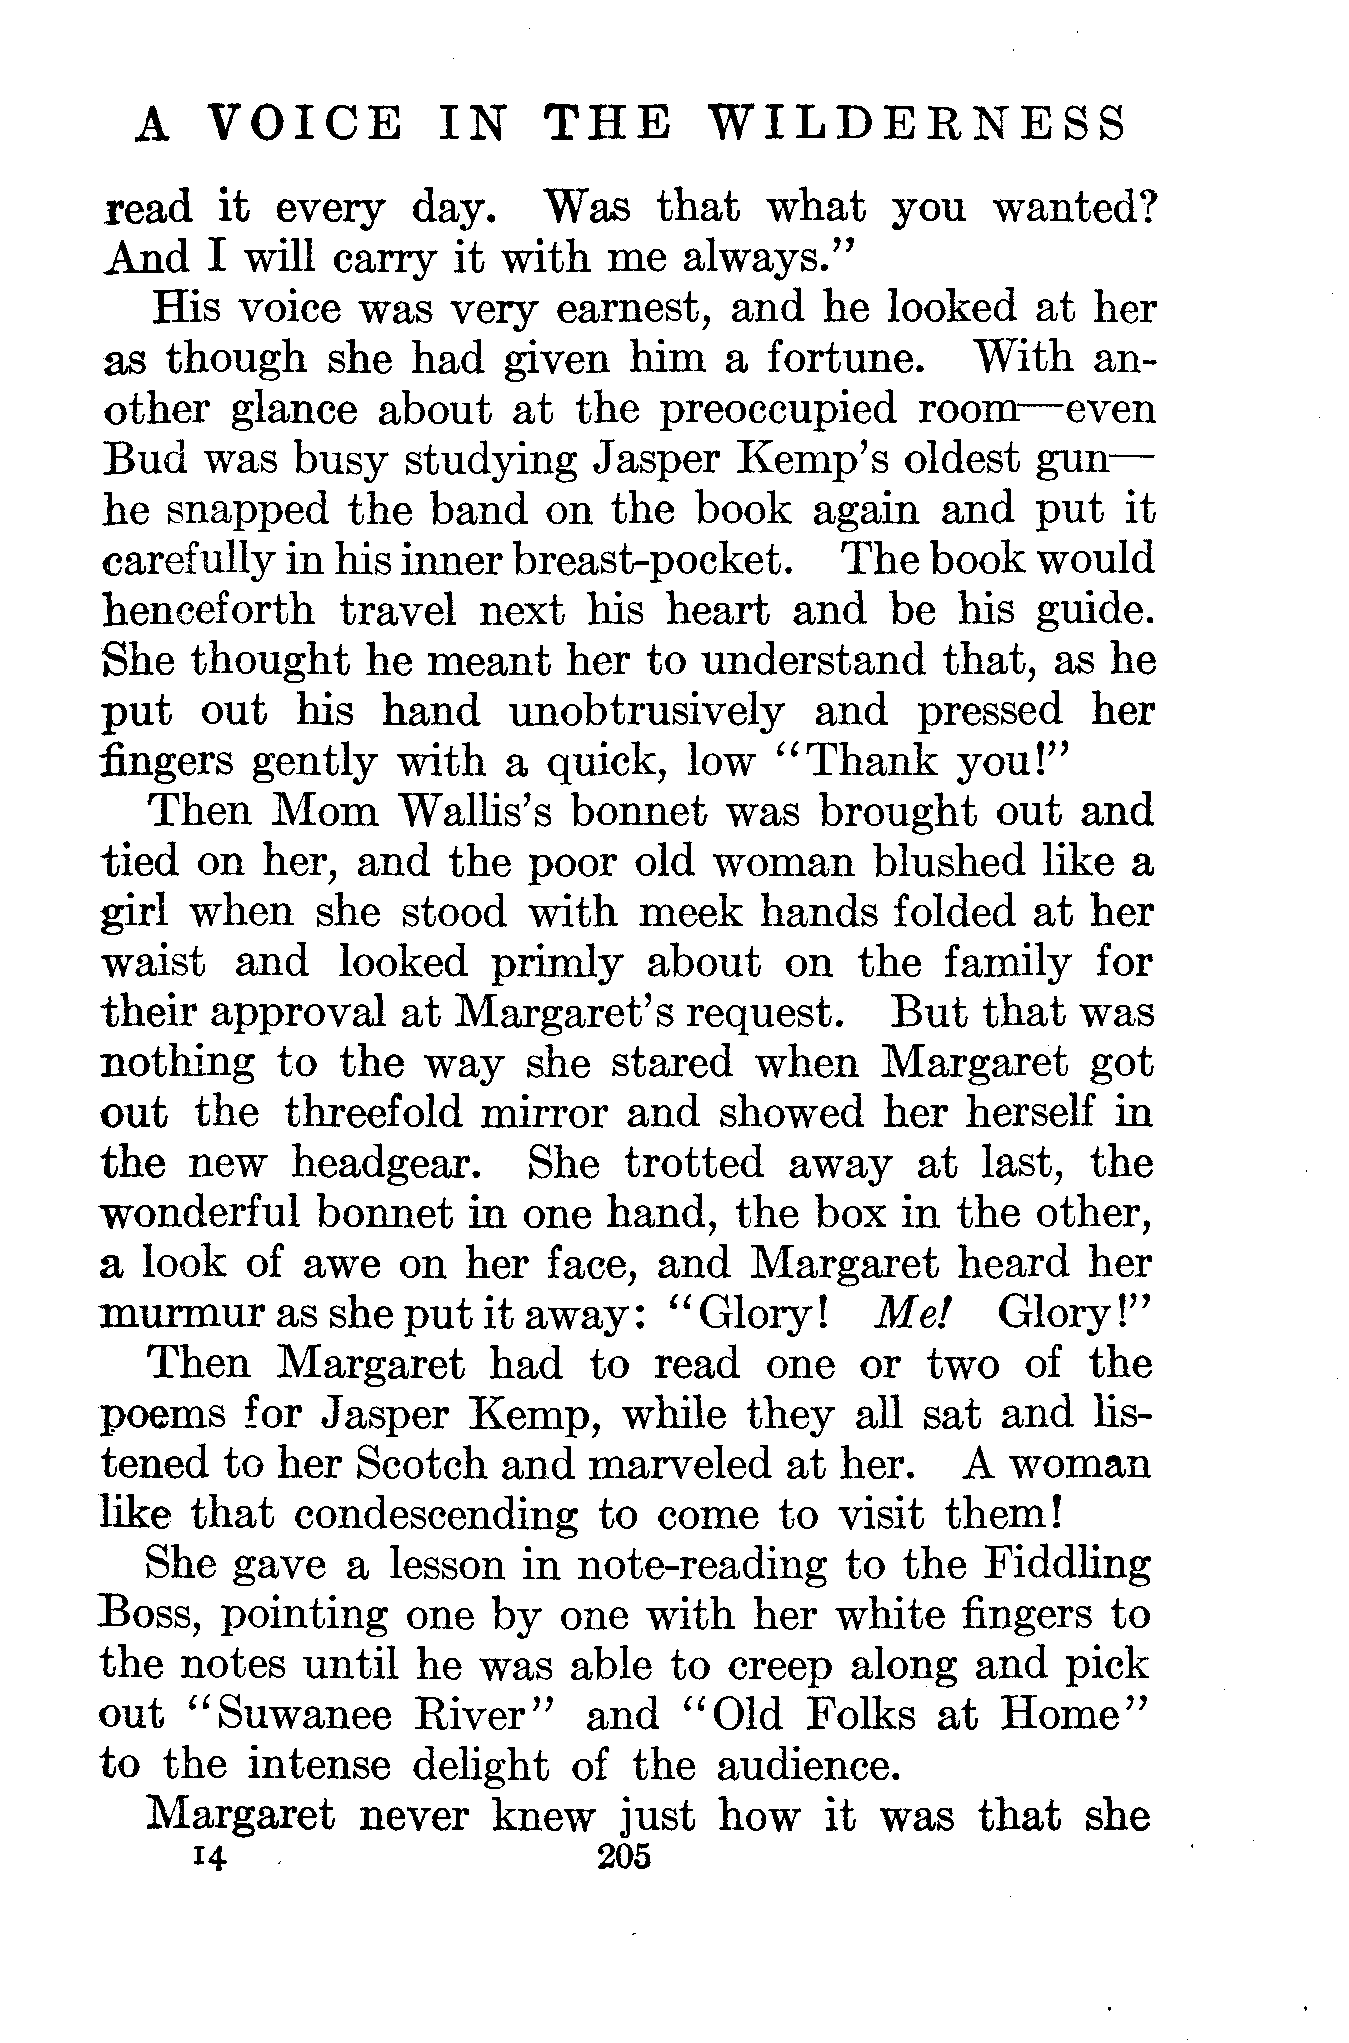 A VOICE IN THE WILDERNESS
read it every day. Was that what you wanted?
And I will carry it with me always.”
His voice was very earnest, and he looked at her
as though she had given him a fortune. With an-
other glance about at the preoccupied room—even
Bud was busy studying Jasper Kemp’s oldest gun—
he snapped the band on the book again and put it
carefully in his inner breast-pocket. The book would
henceforth travel next his heart and be his guide.
She thought he meant her to understand that, as he
put out his hand unobtrusively and pressed her
fingers gently with a quick, low “Thank you!”
Then Mom Wallis’s bonnet was brought out and
tied on her, and the poor old woman blushed like a
girl when she stood with meek hands folded at her
waist and looked primly about on the family for
their approval at Margaret’s request. But that was
nothing to the way she stared when Margaret got
out the threefold mirror and showed her herself in
the new headgear. She trotted away at last, the
wonderful bonnet in one hand, the box in the other,
a look of awe on her face, and Margaret heard her
murmur as she put it away: “Glory! Me! Glory!”
Then Margaret had to read one or two of the
poems for Jasper Kemp, while they all sat and lis-
tened to her Scotch and marveled at her. A woman
like that condescending to come to visit them!
She gave a lesson in note-reading to the Fiddling
Boss, pointing one by one with her white fingers to
the notes until he was able to creep along and pick
out “Suwanee River” and “Old Folks at Home”
to the intense delight of the audience.
Margaret never knew just how it was that she
14 205